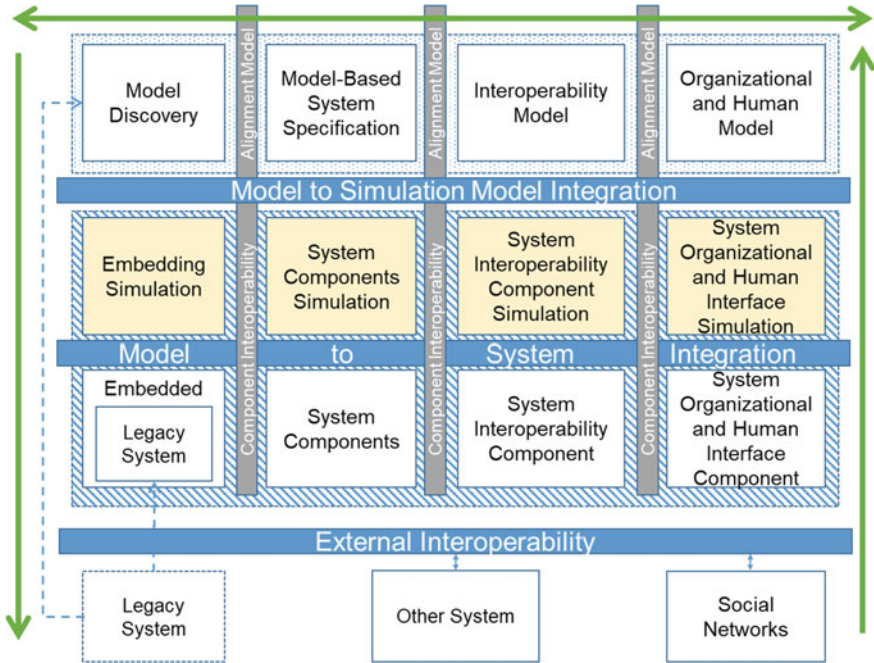 Model
Discovery
Model-Based
System
Specification
Interoperability
Model
Organizational
and Human
Model
Alignment Model
Alignment Model
Alignment Model
Model to Simulation Model Integration
Embedding
Simulation
System
Components
Simulation
System
Interoperability
Component
Simulation
System
Organizational
and Human
Interface
Simulation
Component Interoperability
Component Interoperability
Component Interoperability
Model to System Integration
Embedded
Legacy
System
System
Components
System
Interoperability
Component
System
Organizational
and Human
Interface
Component
External Interoperability
Legacy
System
Other System
Social
Networks